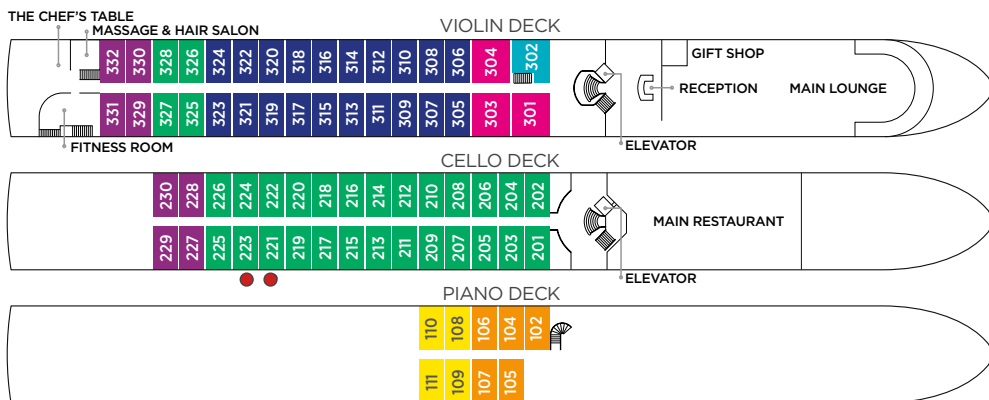 THE CHEF'S TABLE
VIOLIN DECK
MASSAGE & HAIR SALON
332 330 328 326 324 322 320 318 316 314 312 310 308 306 304 302
GIFT SHOP
RECEPTION
MAIN LOUNGE
331 329 327 325 323 321 319 317 315 313 311 309 307 305 303 301
FITNESS ROOM
ELEVATOR
CELLO DECK
230 228 226 224 222 220 218 216 214 212 210 208 206 204 202
MAIN RESTAURANT
229 227 225 223 221 219 217 215 213 211 209 207 205 203 201
ELEVATOR
PIANO DECK
110 108 106 104 102
111 109 107 105